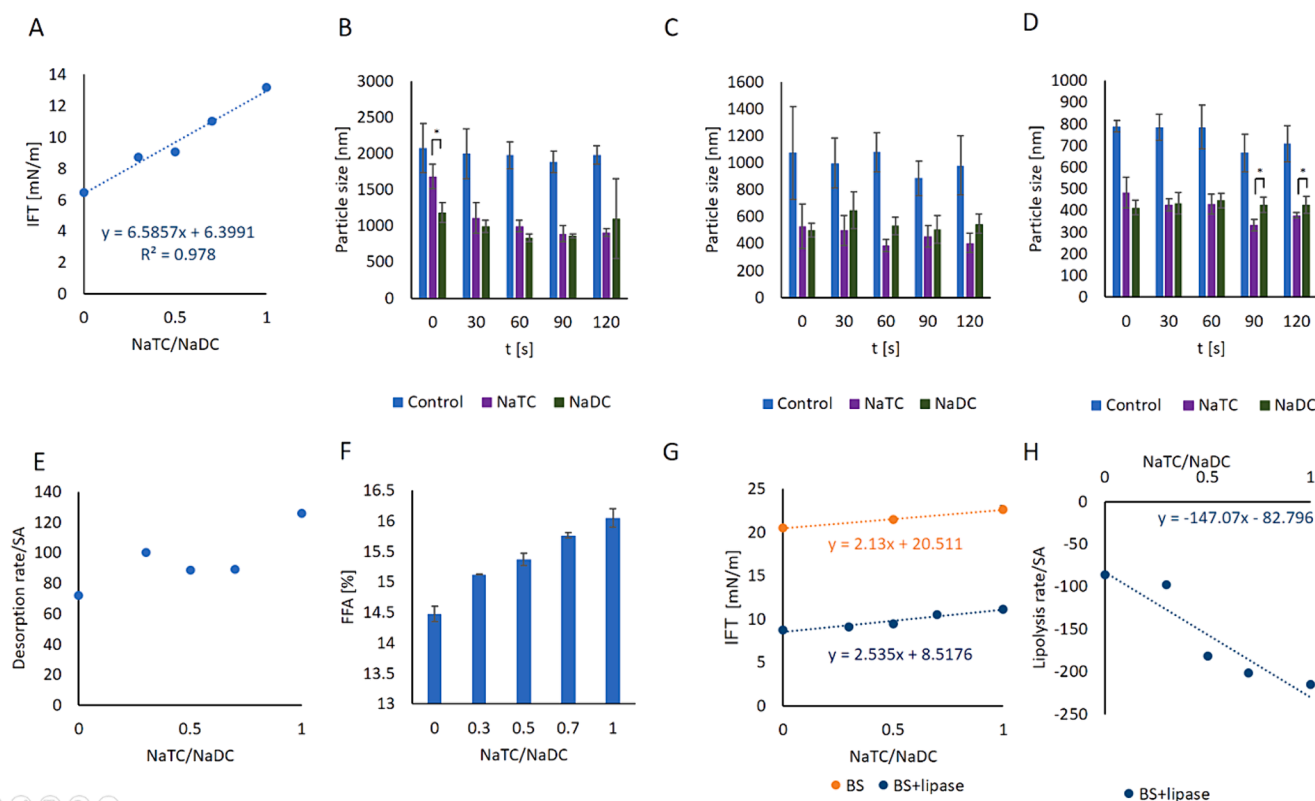 A
IFT [mN/m]
14
12
10
8
6
4
2
0
y = 6.5857x + 6.3991
R² = 0.978
0 0.5 1
NaTC/NaDC
B
Particle size [nm]
3000
2500
2000
1500
1000
500
0
*
0 30 60 90 120
t [s]
Control NaTC NaDC
C
Particle size [nm]
1600
1400
1200
1000
800
600
400
200
0
0 30 60 90 120
t [s]
Control NaTC NaDC
D
Particle size [nm]
1000
900
800
700
600
500
400
300
200
100
0
* *
0 30 60 90 120
t [s]
Control NaTC NaDC
E
Desorption rate/SA
140
120
100
80
60
40
20
0
0 0.5 1
NaTC/NaDC
F
FFA [%]
16.5
16
15.5
15
14.5
14
13.5
13
0 0.3 0.5 0.7 1
NaTC/NaDC
G
IFT [mN/m]
25
20
15
10
5
0
y = 2.13x + 20.511
y = 2.535x + 8.5176
0 0.5 1
NaTC/NaDC
BS BS+lipase
H
NaTC/NaDC
0 0.5 1
Lipolysis rate/SA
0
-50
-100
-150
-200
-250
y = -147.07x - 82.796
BS+lipase